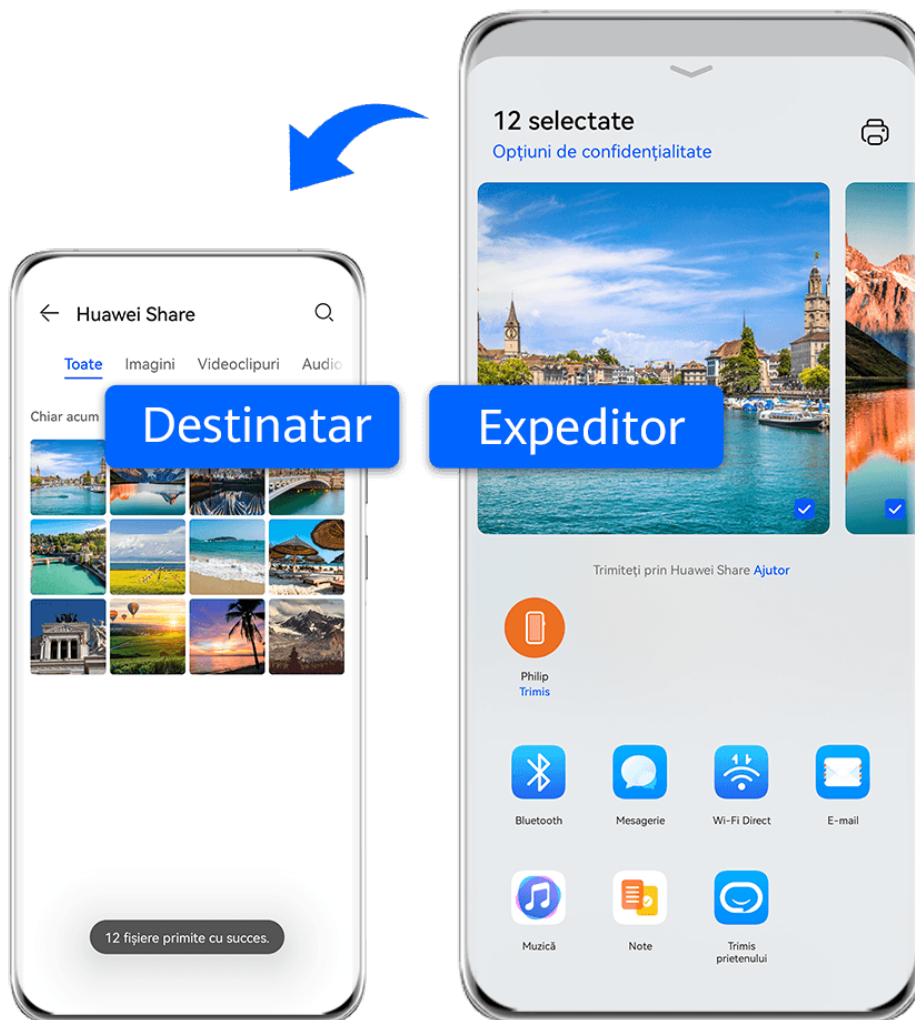 Huawei Share
Toate Imagini Videoclipuri Audio
Chiar acum
Destinatar
12 fișiere primite cu succes.
12 selectate
Opțiuni de confidențialitate
Expeditor
Trimiteți prin Huawei Share Ajutor
Philip
Trimis
Bluetooth Mesagerie Wi-Fi Direct E-mail
Muzică Note Trimis
prietenului